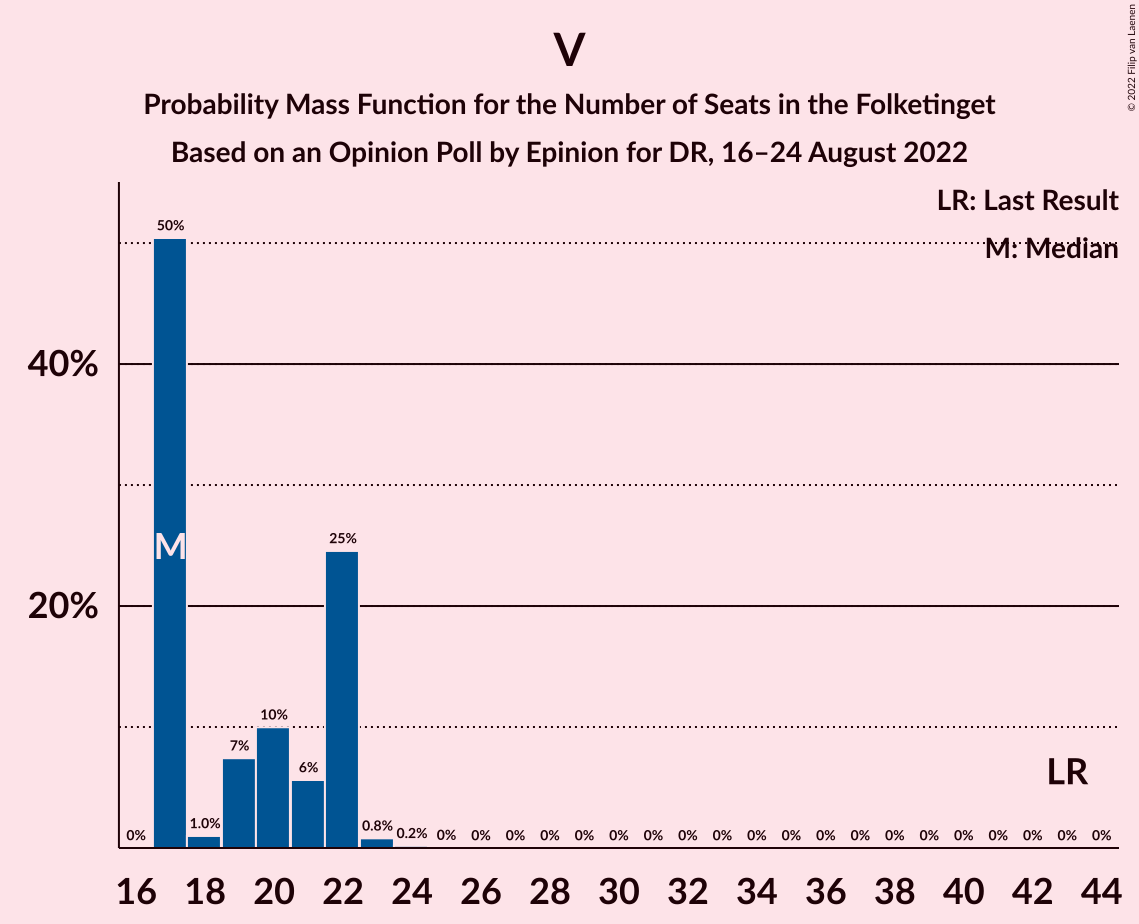 V
Probability Mass Function for the Number of Seats in the Folketinget
Based on an Opinion Poll by Epinion for DR, 16–24 August 2022
© 2022 Filip van Laenen
LR: Last Result
M: Median
50%
40%
M
25%
20%
10%
7%
LR
6%
0% 1.0% 0.8% 0.2% 0% 0% 0% 0% 0% 0% 0% 0% 0% 0% 0% 0% 0% 0% 0% 0% 0% 0% 0% 0%
16 18 20 22 24 26 28 30 32 34 36 38 40 42 44